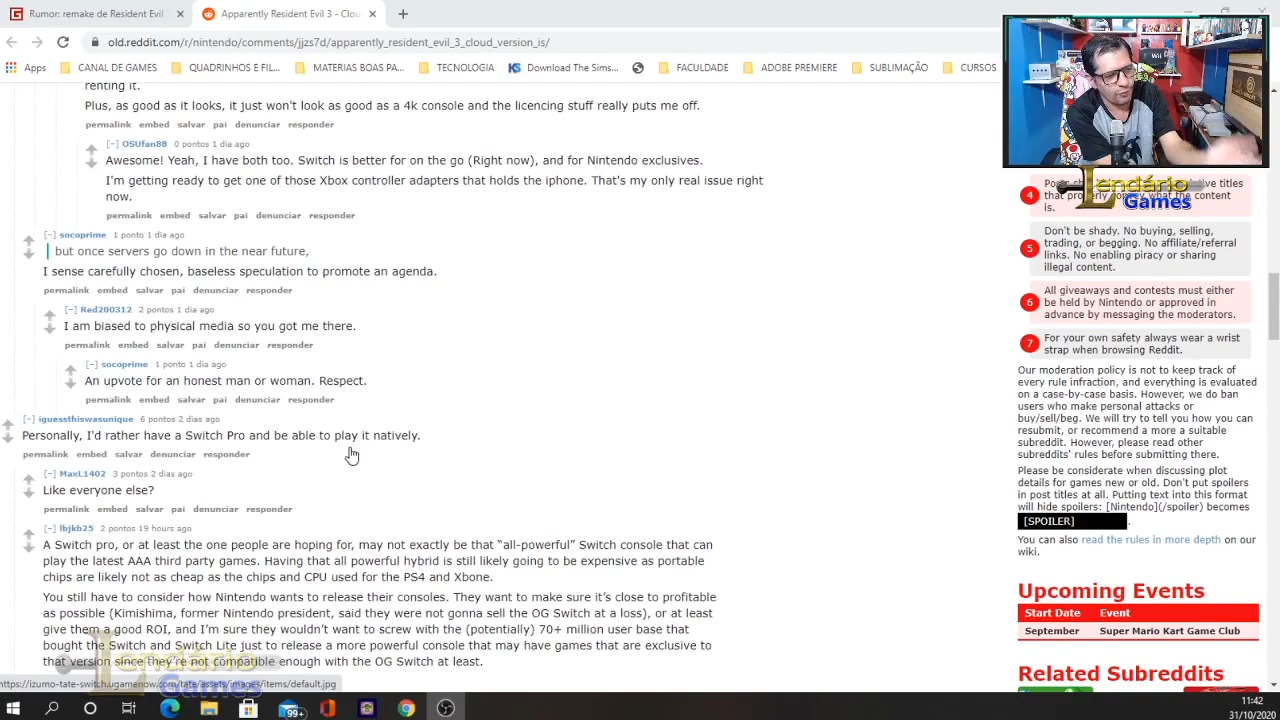 Rumor: remake de Resident Evil
Apparently Resident Evil 3 - Clou
old.reddit.com/r/nintendo/comments/jjzs7d/apparently_resident_evil_3_cloud_version_is/
Apps
CANAL DE GAMES
QUADRINHOS E FIL...
MATERIAS
PA...
TECNOLOGIA
Download The Sims...
FACULDADE
ADOBE PREMIERE
SUBLIMAÇÃO
CURSOS
renting it.
Plus, as good as it looks, it just won't look as good as a 4k console and the licencing stuff really puts me off.
permalink embed salvar pai denunciar responder
[-] OSUfan88 0 pontos 1 dia ago
Awesome! Yeah, I have both too. Switch is better for on the go (Right now), and for Nintendo exclusives.
I'm getting ready to get one of those Xbox controller adapters that holds the iphone. That's my only real issue right
now.
permalink embed salvar pai denunciar responder
[-] socoprime 1 ponto 1 dia ago
but once servers go down in the near future,
I sense carefully chosen, baseless speculation to promote an agenda.
permalink embed salvar pai denunciar responder
[-] Red200312 2 pontos 1 dia ago
I am biased to physical media so you got me there.
permalink embed salvar pai denunciar responder
[-] socoprime 1 ponto 1 dia ago
An upvote for an honest man or woman. Respect.
permalink embed salvar pai denunciar responder
[-] iguessthiswasunique 6 pontos 2 dias ago
Personally, I'd rather have a Switch Pro and be able to play it natively.
permalink embed salvar denunciar responder
[-] MaxL1402 3 pontos 2 dias ago
Like everyone else?
permalink embed salvar pai denunciar responder
[-] lbjkb25 2 pontos 19 hours ago
A Switch pro, or at least the one people are hoping for, may not exactly be that “all-powerful” Switch console that can
play the latest AAA third party games. Having that all powerful hybrid is still likely going to be expensive as portable
chips are likely not as cheap as the chips and CPU used for the PS4 and Xbone.
You still have to consider how Nintendo wants to release their consoles. They want to make sure it’s close to profitable
as possible (Kimishima, former Nintendo president, said they were not gonna sell the OG Switch at a loss), or at least
give them a good ROI, and I’m sure they wouldn’t want to screw with the (potentially) 70+ million user base that
bought the Switch and Switch Lite just to release a more powerful console that may have games that are exclusive to
that version since they’re not compatible enough with the OG Switch at least.
Lendário
Games
https://izumo-tate-switch.ugamenow.com/tate/assets/images/items/default.jpg
Wii
Lendário
Games
4
titles
that what the content
is.
5
Don't be shady. No buying, selling,
trading, or begging. No affiliate/referral
links. No enabling piracy or sharing
illegal content.
6
All giveaways and contests must either
be held by Nintendo or approved in
advance by messaging the moderators.
7
For your own safety always wear a wrist
strap when browsing Reddit.
Our moderation policy is not to keep track of
every rule infraction, and everything is evaluated
on a case-by-case basis. However, we do ban
users who make personal attacks or
buy/sell/beg. We will try to tell you how you can
resubmit, or recommend a more a suitable
subreddit. However, please read other
subreddits' rules before submitting there.
Please be considerate when discussing plot
details for games new or old. Don't put spoilers
in post titles at all. Putting text into this format
will hide spoilers: [Nintendo](/spoiler) becomes
[SPOILER]
.
You can also read the rules in more depth on our
wiki.
Upcoming Events
Start Date Event
September Super Mario Kart Game Club
Related Subreddits
99+
11:42
31/10/2020